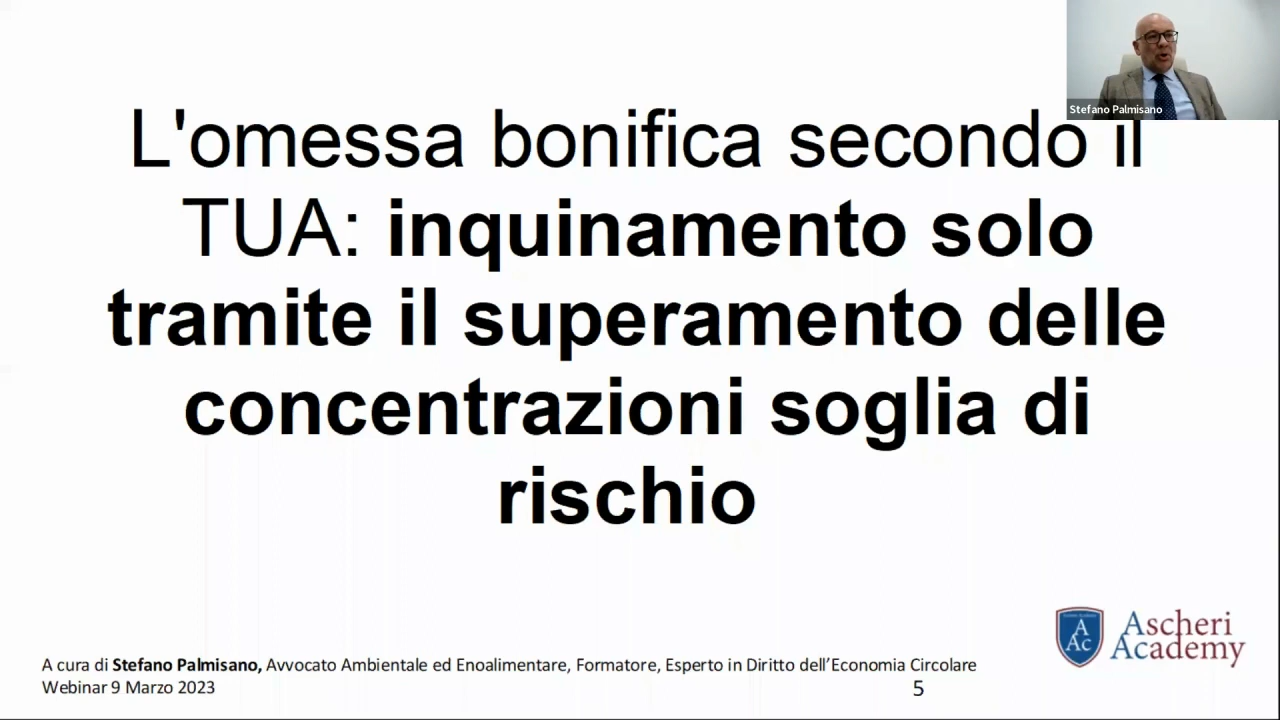 Stefano Palmisano
L'omessa bonifica secondo il
TUA: inquinamento solo
tramite il superamento delle
concentrazioni soglia di
rischio
A
Ac
Ascheri
Academy
A cura di Stefano Palmisano, Avvocato Ambientale ed Enoalimentare, Formatore, Esperto in Diritto dell'Economia Circolare
Webinar 9 Marzo 2023
5